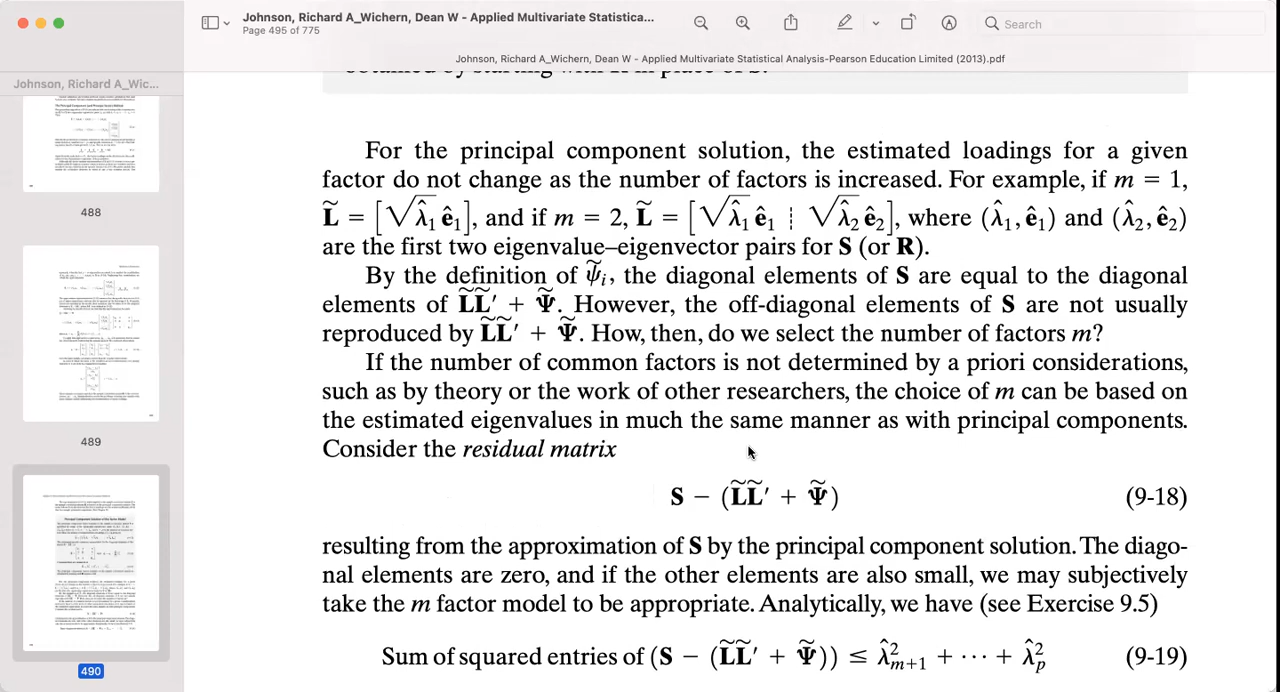 Johnson, Richard A_Wichern, Dean W - Applied Multivariate Statistica...
Page 495 of 775
Search
Johnson, Richard A_Wichern, Dean W - Applied Multivariate Statistical Analysis-Pearson Education Limited (2013).pdf
Johnson, Richard A_Wic...
488
489
490
obtained by starting with R in place of S.
For the principal component solution, the estimated loadings for a given
factor do not change as the number of factors is increased. For example, if m = 1,
L̃ = [√λ̂₁ ê₁], and if m = 2, L̃ = [√λ̂₁ ê₁ ┆ √λ̂₂ ê₂], where (λ̂₁, ê₁) and (λ̂₂, ê₂)
are the first two eigenvalue–eigenvector pairs for S (or R).
By the definition of ψ̃ᵢ, the diagonal elements of S are equal to the diagonal
elements of L̃L̃′ + Ψ̃. However, the off-diagonal elements of S are not usually
reproduced by L̃L̃′ + Ψ̃. How, then, do we select the number of factors m?
If the number of common factors is not determined by a priori considerations,
such as by theory or the work of other researchers, the choice of m can be based on
the estimated eigenvalues in much the same manner as with principal components.
Consider the residual matrix
S − (L̃L̃′ + Ψ̃) (9-18)
resulting from the approximation of S by the principal component solution. The diago-
nal elements are zero, and if the other elements are also small, we may subjectively
take the m factor model to be appropriate. Analytically, we have (see Exercise 9.5)
Sum of squared entries of (S − (L̃L̃′ + Ψ̃)) ≤ λ̂²ₘ₊₁ + ⋯ + λ̂²ₚ (9-19)